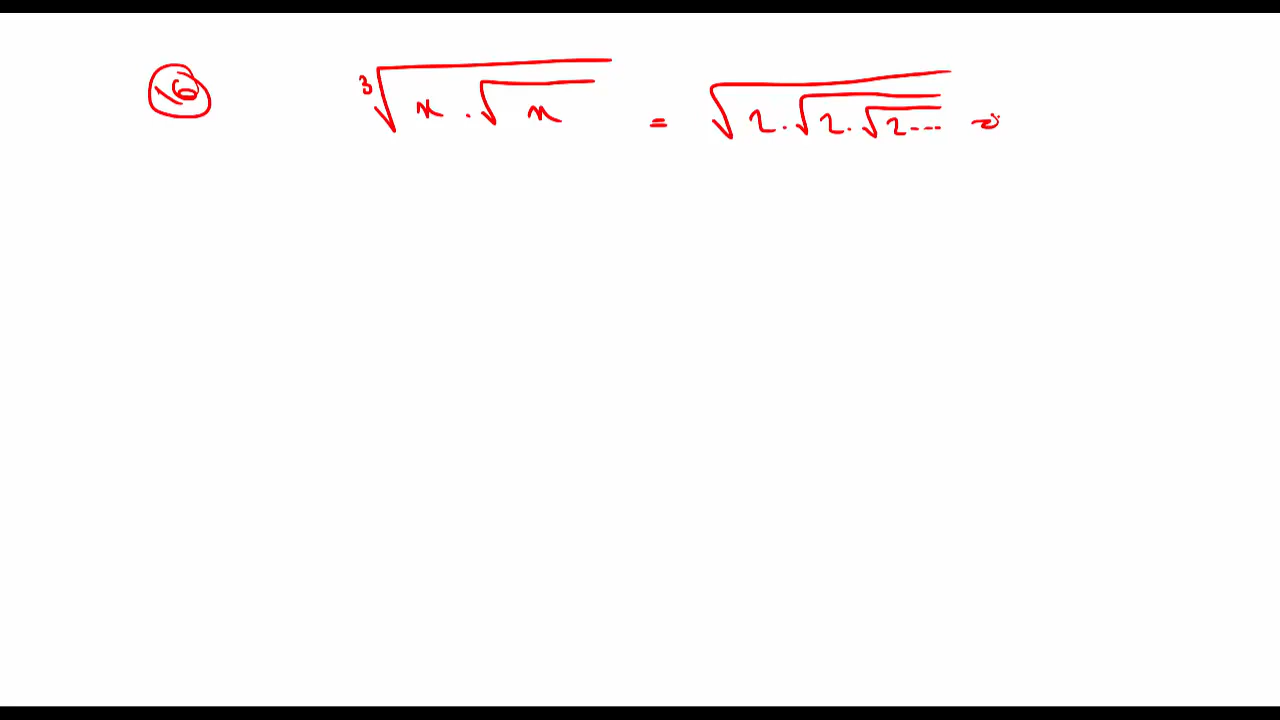 16 ∛(x . √x) = √(2 . √(2 . √(2 ...